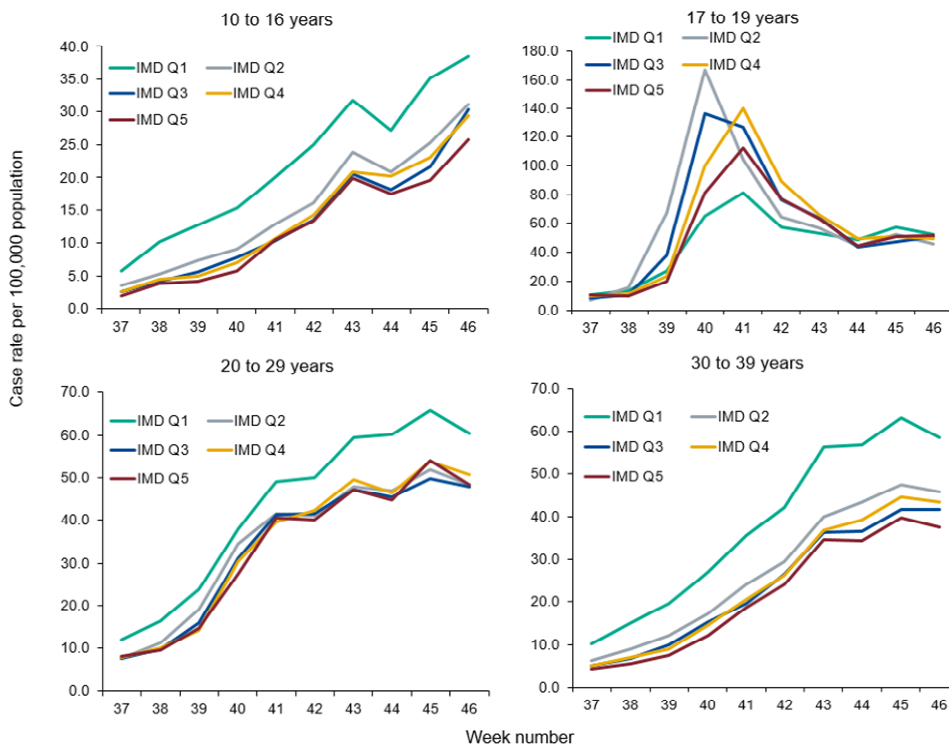 Case rate per 100,000 population
10 to 16 years
IMD Q1 IMD Q2
IMD Q3 IMD Q4
IMD Q5
40.0
35.0
30.0
25.0
20.0
15.0
10.0
5.0
0.0
37 38 39 40 41 42 43 44 45 46
17 to 19 years
IMD Q1 IMD Q2
IMD Q3 IMD Q4
IMD Q5
180.0
160.0
140.0
120.0
100.0
80.0
60.0
40.0
20.0
0.0
37 38 39 40 41 42 43 44 45 46
20 to 29 years
IMD Q1 IMD Q2
IMD Q3 IMD Q4
IMD Q5
70.0
60.0
50.0
40.0
30.0
20.0
10.0
0.0
37 38 39 40 41 42 43 44 45 46
30 to 39 years
IMD Q1 IMD Q2
IMD Q3 IMD Q4
IMD Q5
70.0
60.0
50.0
40.0
30.0
20.0
10.0
0.0
37 38 39 40 41 42 43 44 45 46
Week number